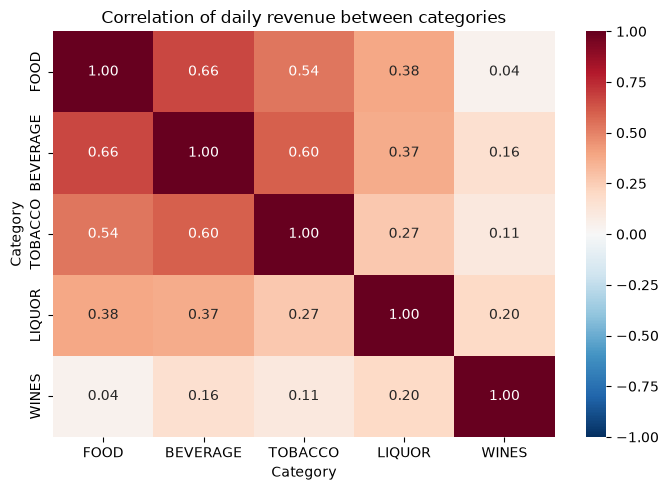 Correlation of daily revenue between categories
FOOD 1.00 0.66 0.54 0.38 0.04
BEVERAGE 0.66 1.00 0.60 0.37 0.16
TOBACCO 0.54 0.60 1.00 0.27 0.11
LIQUOR 0.38 0.37 0.27 1.00 0.20
WINES 0.04 0.16 0.11 0.20 1.00
Category
FOOD BEVERAGE TOBACCO LIQUOR WINES
Category
1.00
0.75
0.50
0.25
0.00
−0.25
−0.50
−0.75
−1.00